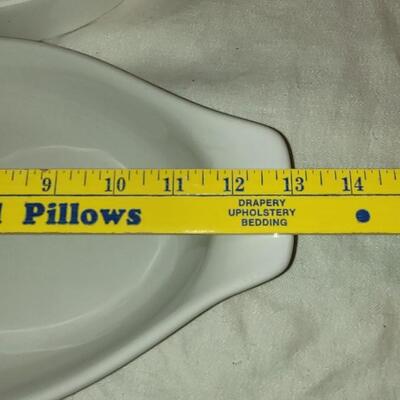 9 10 11 12 13 14
Pillows
DRAPERY
UPHOLSTERY
BEDDING